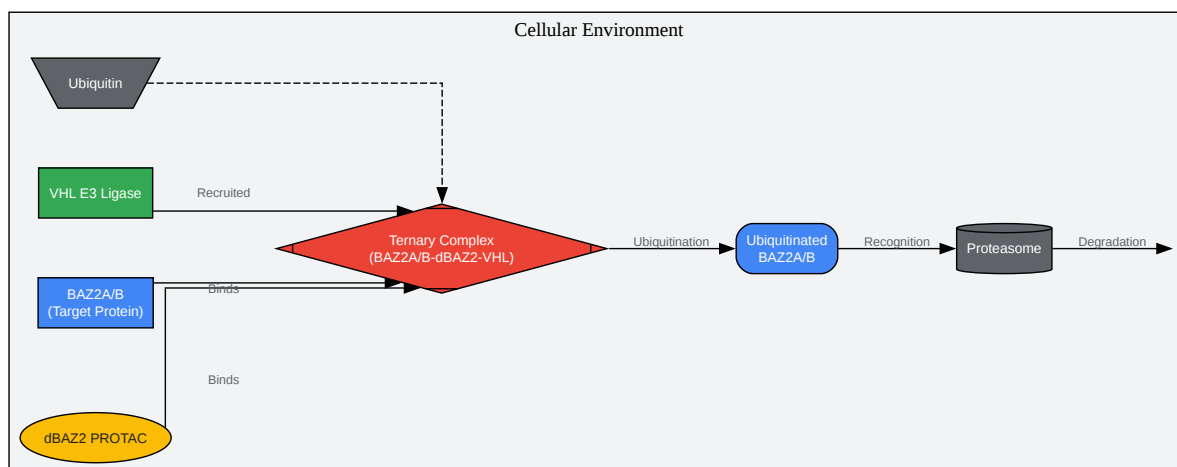 Cellular Environment
Ubiquitin
VHL E3 Ligase
Recruited
Ternary Complex
(BAZ2A/B-dBAZ2-VHL)
Ubiquitination
Ubiquitinated
BAZ2A/B
Recognition
Proteasome
Degradation
BAZ2A/B
(Target Protein)
Binds
Binds
dBAZ2 PROTAC